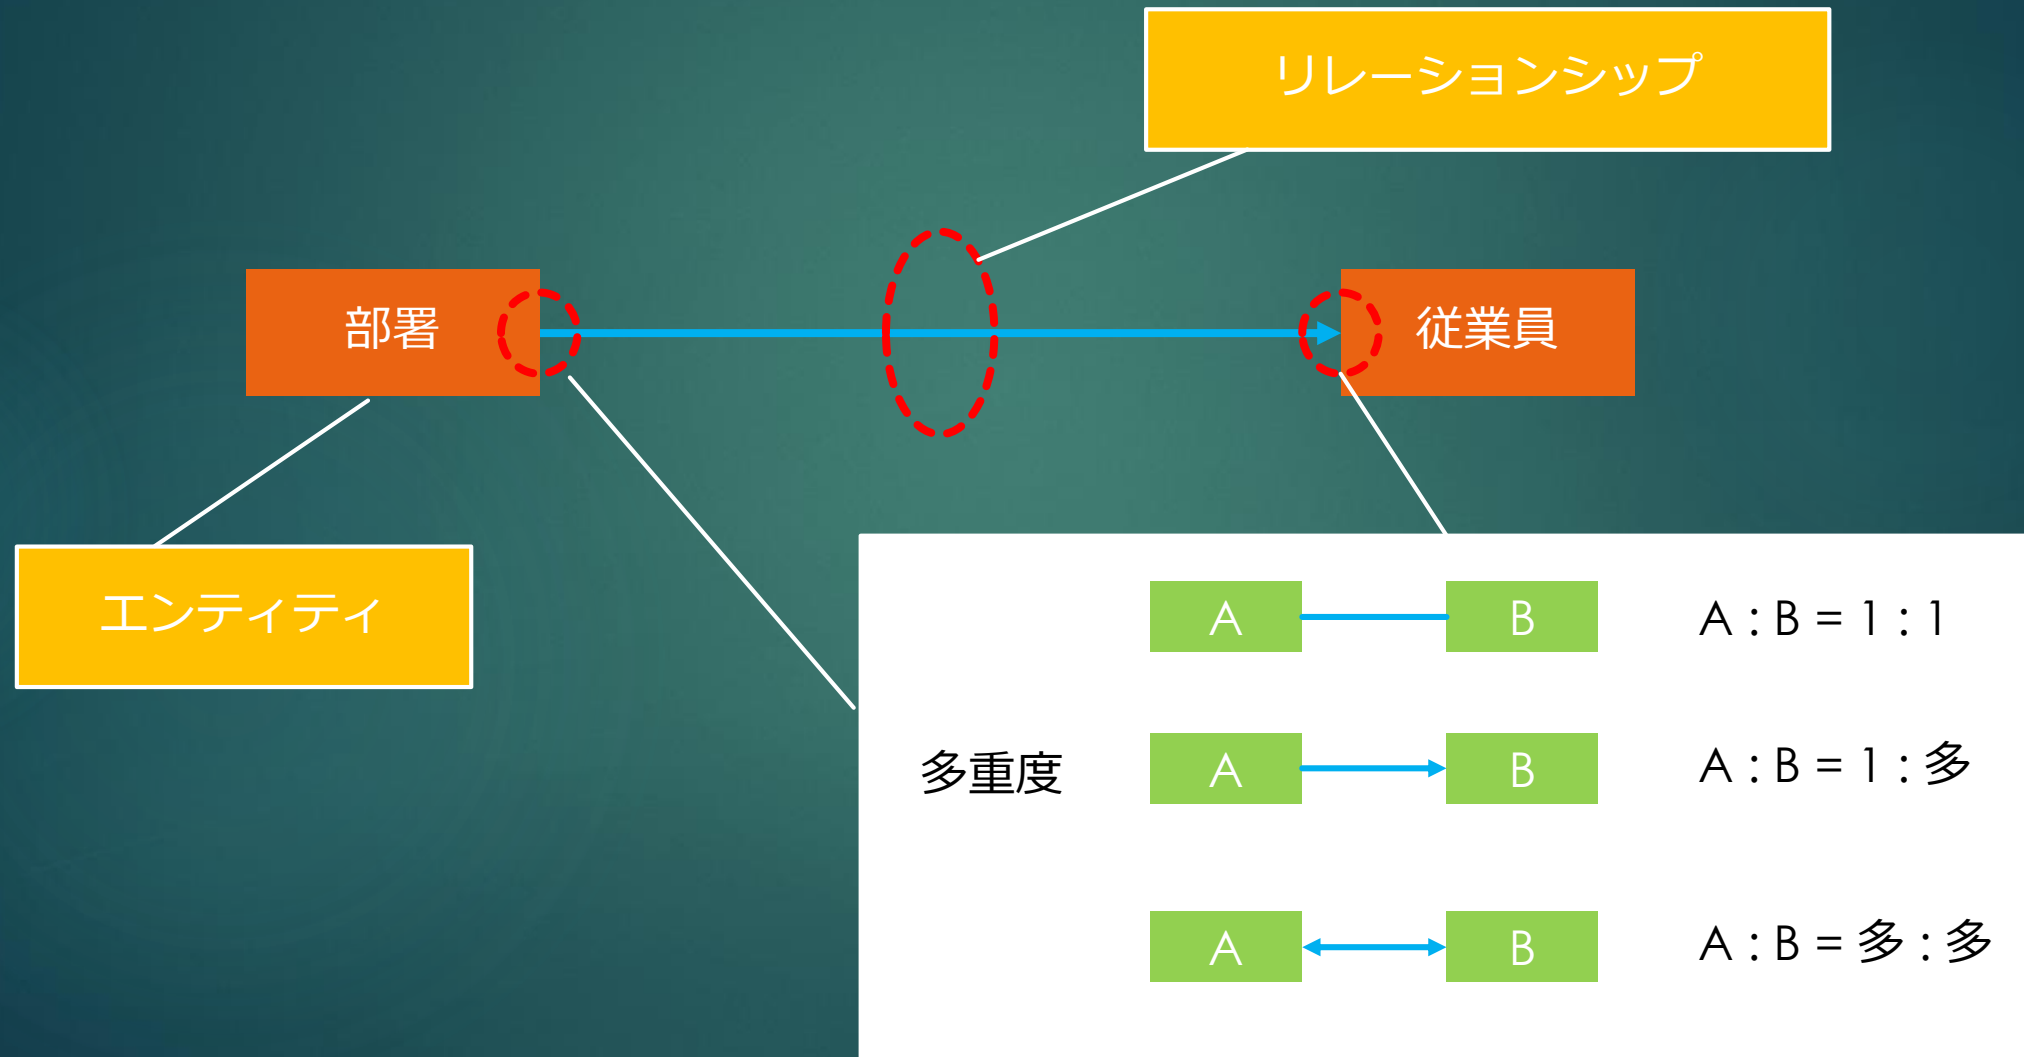 リレーションシップ
部署
従業員
エンティティ
多重度
A
B
A : B = 1 : 1
A
B
A : B = 1 : 多
A
B
A : B = 多 : 多